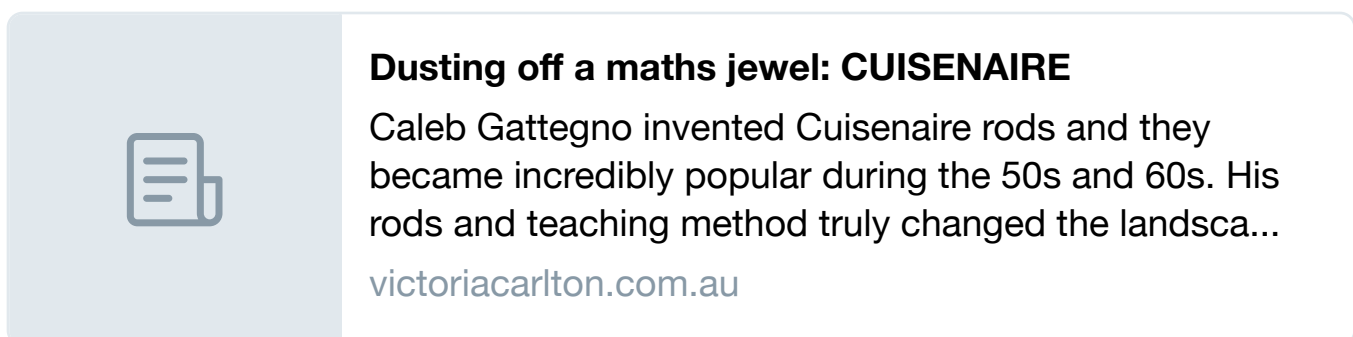 Dusting off a maths jewel: CUISENAIRE
Caleb Gattegno invented Cuisenaire rods and they
became incredibly popular during the 50s and 60s. His
rods and teaching method truly changed the landsca...
victoriacarlton.com.au